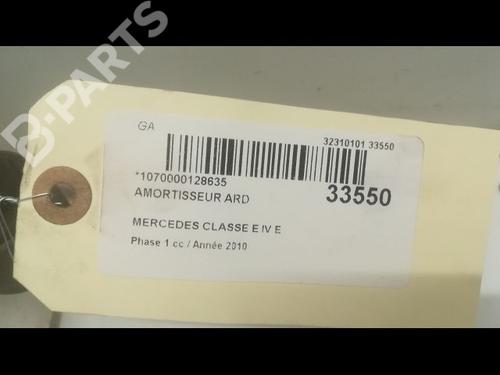 B-PARTS
GA
32310101 33550
*1070000128635
33550
AMORTISSEUR ARD
MERCEDES CLASSE E IV E
Phase 1 cc / Année 2010